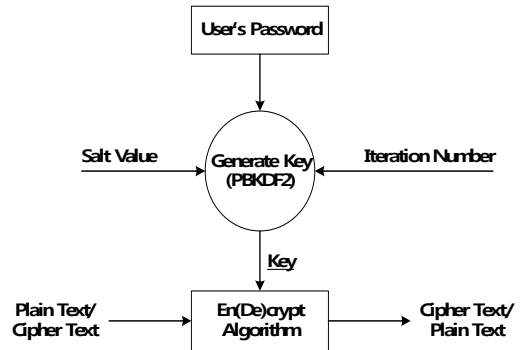 User's Password
Salt Value
Generate Key
(PBKDF2)
Iteration Number
Key
Plain Text/
Cipher Text
En(De)crypt
Algorithm
Cipher Text/
Plain Text